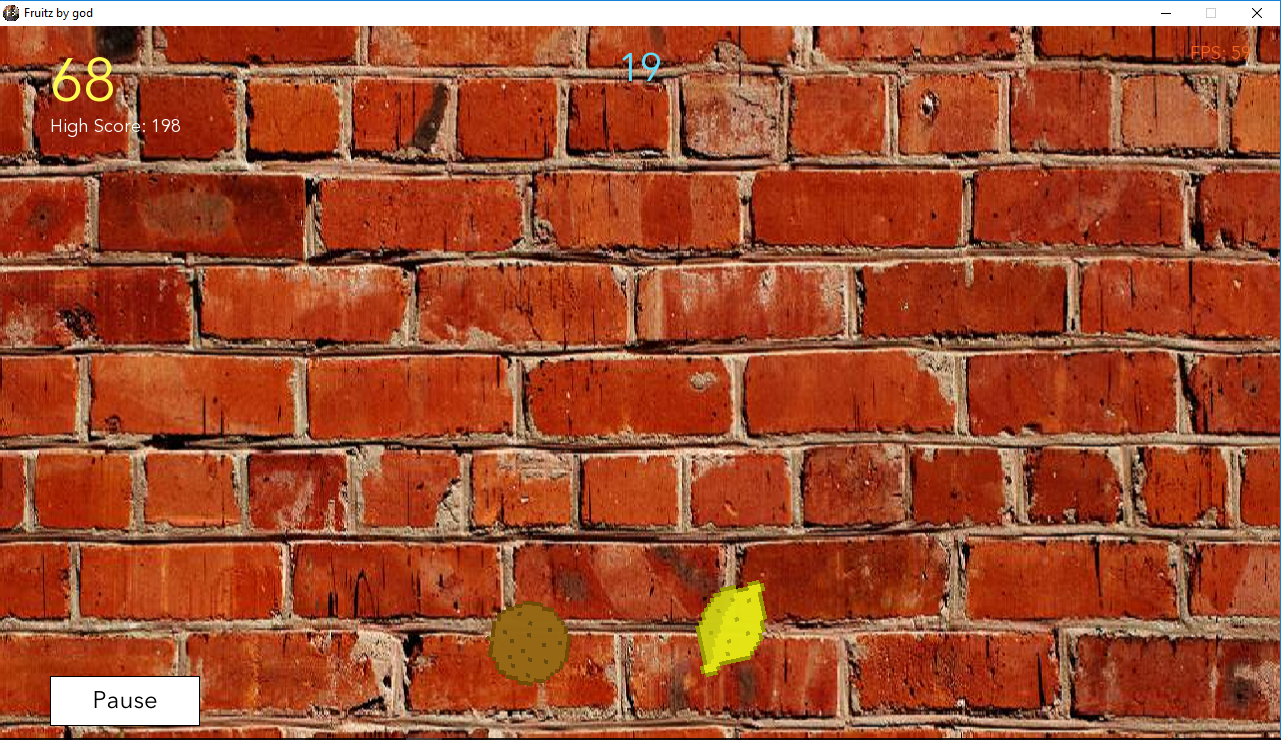 Fruitz by god
68
19
FPS: 59
High Score: 198
Pause